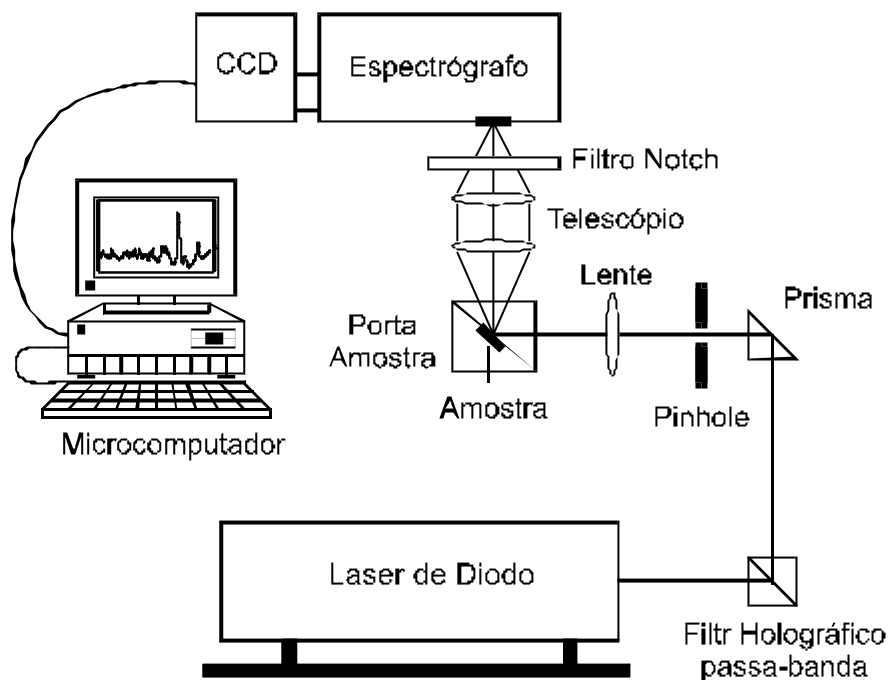 CCD
Espectrógrafo
Filtro Notch
Telescópio
Lente
Prisma
Porta
Amostra
Amostra
Pinhole
Microcomputador
Laser de Diodo
Filtr Holográfico
passa-banda